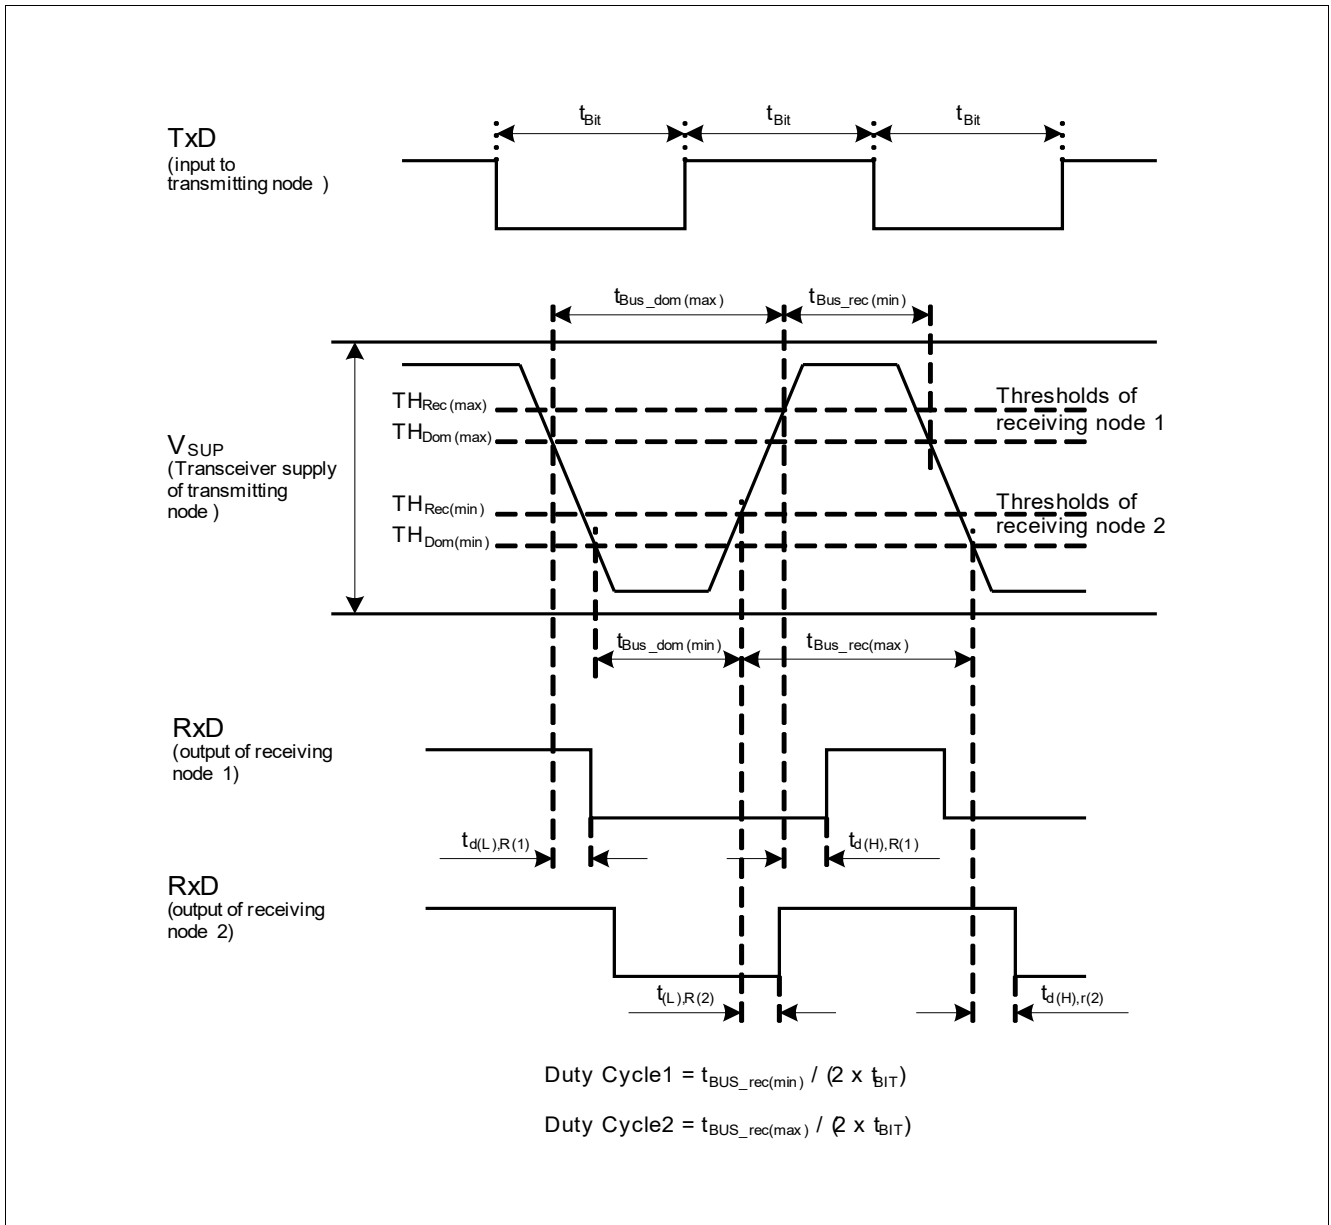 tBit
tBit
tBit
TxD
(input to
transmitting node )
tBus_dom(max)
tBus_rec(min)
THRec(max)
THDom(max)
Thresholds of
receiving node 1
VSUP
(Transceiver supply
of transmitting
node)
THRec(min)
THDom(min)
Thresholds of
receiving node 2
tBus_dom(min)
tBus_rec(max)
RxD
(output of receiving
node 1)
td(L),R(1)
td(H),R(1)
RxD
(output of receiving
node 2)
t(L),R(2)
td(H),r(2)
Duty Cycle1 = tBUS_rec(min) / (2 x tBIT)
Duty Cycle2 = tBUS_rec(max) / (2 x tBIT)